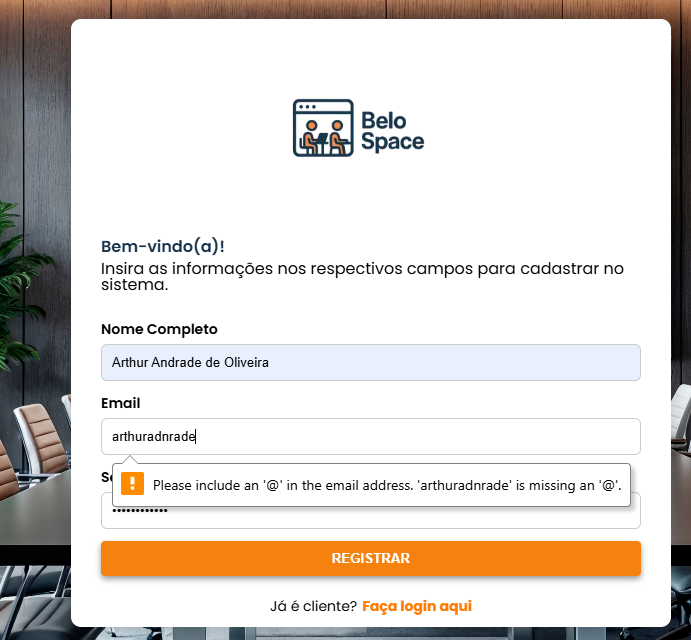 Belo
Space
Bem-vindo(a)!
Insira as informações nos respectivos campos para cadastrar no
sistema.
Nome Completo
Arthur Andrade de Oliveira
Email
arthuradnrade
Please include an '@' in the email address. 'arthuradnrade' is missing an '@'.
REGISTRAR
Já é cliente? Faça login aqui